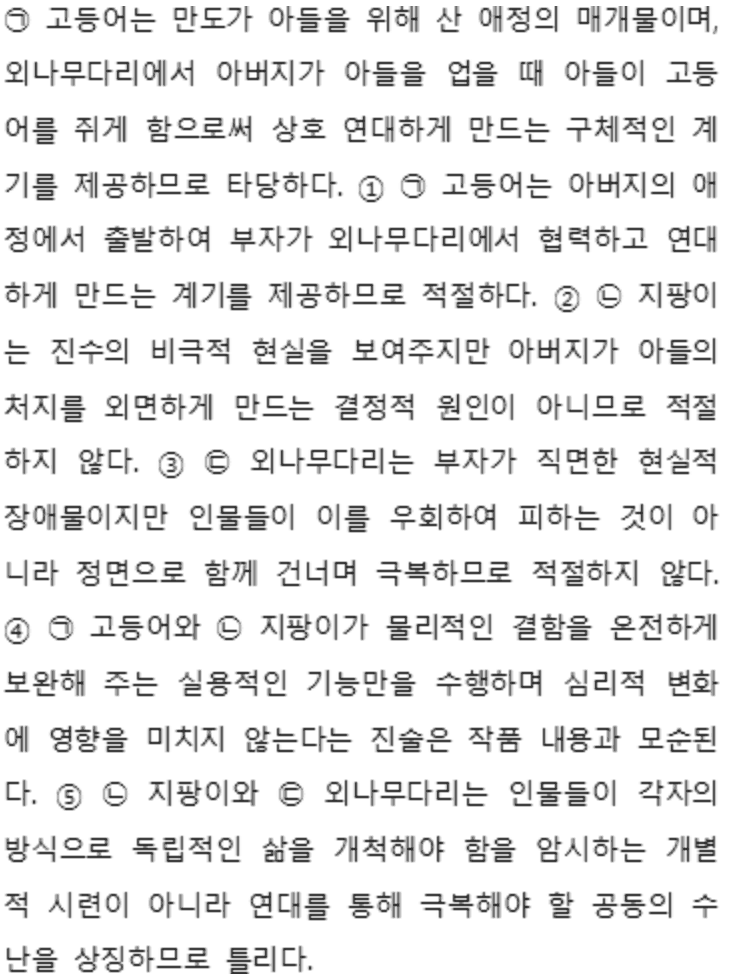 ㉠ 고등어는 만도가 아들을 위해 산 애정의 매개물이며,
외나무다리에서 아버지가 아들을 업을 때 아들이 고등
어를 쥐게 함으로써 상호 연대하게 만드는 구체적인 계
기를 제공하므로 타당하다. ① ㉠ 고등어는 아버지의 애
정에서 출발하여 부자가 외나무다리에서 협력하고 연대
하게 만드는 계기를 제공하므로 적절하다. ② ㉡ 지팡이
는 진수의 비극적 현실을 보여주지만 아버지가 아들의
처지를 외면하게 만드는 결정적 원인이 아니므로 적절
하지 않다. ③ ㉢ 외나무다리는 부자가 직면한 현실적
장애물이지만 인물들이 이를 우회하여 피하는 것이 아
니라 정면으로 함께 건너며 극복하므로 적절하지 않다.
④ ㉠ 고등어와 ㉡ 지팡이가 물리적인 결함을 온전하게
보완해 주는 실용적인 기능만을 수행하며 심리적 변화
에 영향을 미치지 않는다는 진술은 작품 내용과 모순된
다. ⑤ ㉡ 지팡이와 ㉢ 외나무다리는 인물들이 각자의
방식으로 독립적인 삶을 개척해야 함을 암시하는 개별
적 시련이 아니라 연대를 통해 극복해야 할 공동의 수
난을 상징하므로 틀리다.